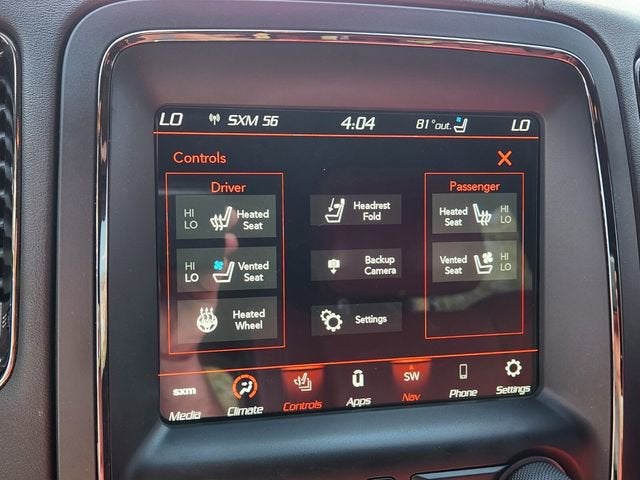 LO SXM 56 4:04 81°out. LO
Controls X
Driver
HI
LO
Heated
Seat
HI
LO
Vented
Seat
Heated
Wheel
Headrest
Fold
Backup
Camera
Settings
Passenger
Heated
Seat
HI
LO
Vented
Seat
HI
LO
sxm
Media
Climate
Controls
Apps
SW
Nav
Phone
Settings